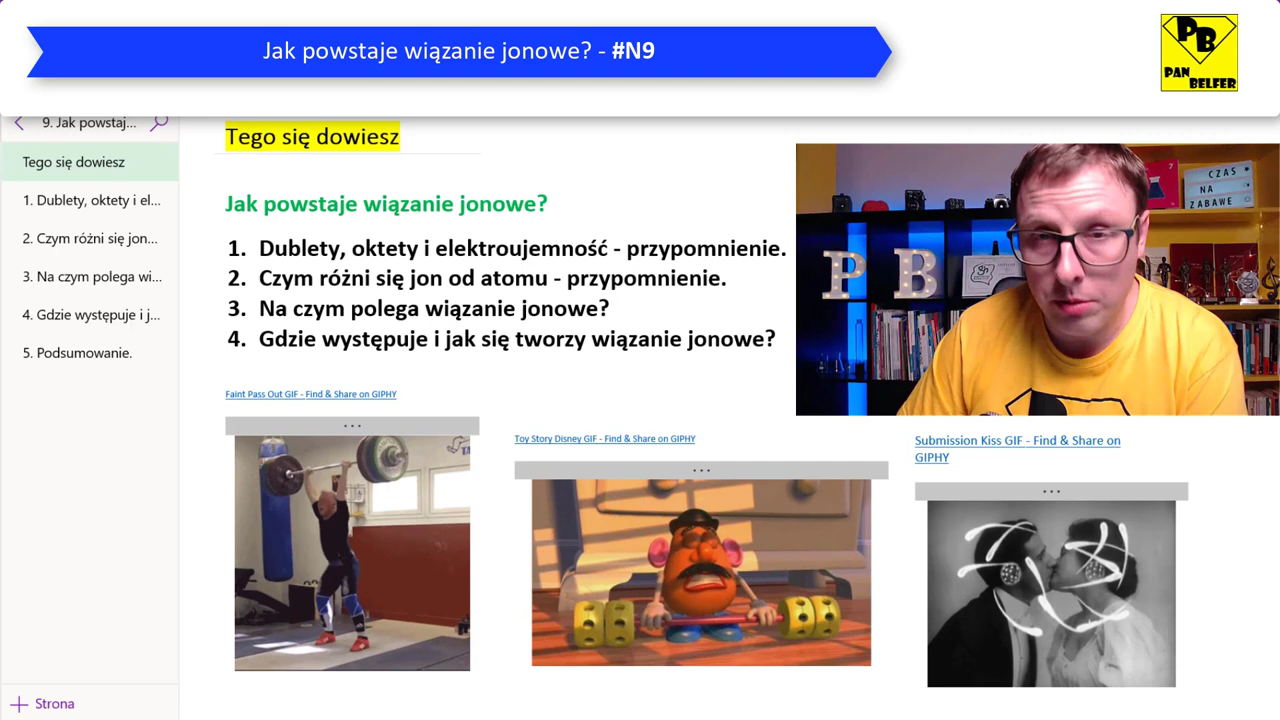 Jak powstaje wiązanie jonowe? - #N9
PB
PAN
BELFER
9. Jak powstaj...
Tego się dowiesz
1. Dublety, oktety i el...
2. Czym różni się jon...
3. Na czym polega wi...
4. Gdzie występuje i j...
5. Podsumowanie.
Strona
Tego się dowiesz
Jak powstaje wiązanie jonowe?
1. Dublety, oktety i elektroujemność - przypomnienie.
2. Czym różni się jon od atomu - przypomnienie.
3. Na czym polega wiązanie jonowe?
4. Gdzie występuje i jak się tworzy wiązanie jonowe?
P B
CZAS
NA
ZABAWE
Faint Pass Out GIF - Find & Share on GIPHY
Toy Story Disney GIF - Find & Share on GIPHY
Submission Kiss GIF - Find & Share on
GIPHY